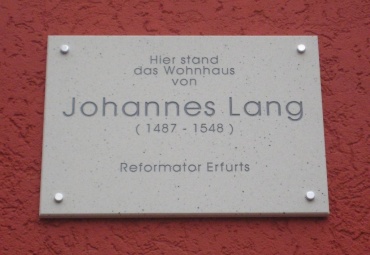 Hier stand
das Wohnhaus
von
Johannes Lang
( 1487 - 1548 )
Reformator Erfurts